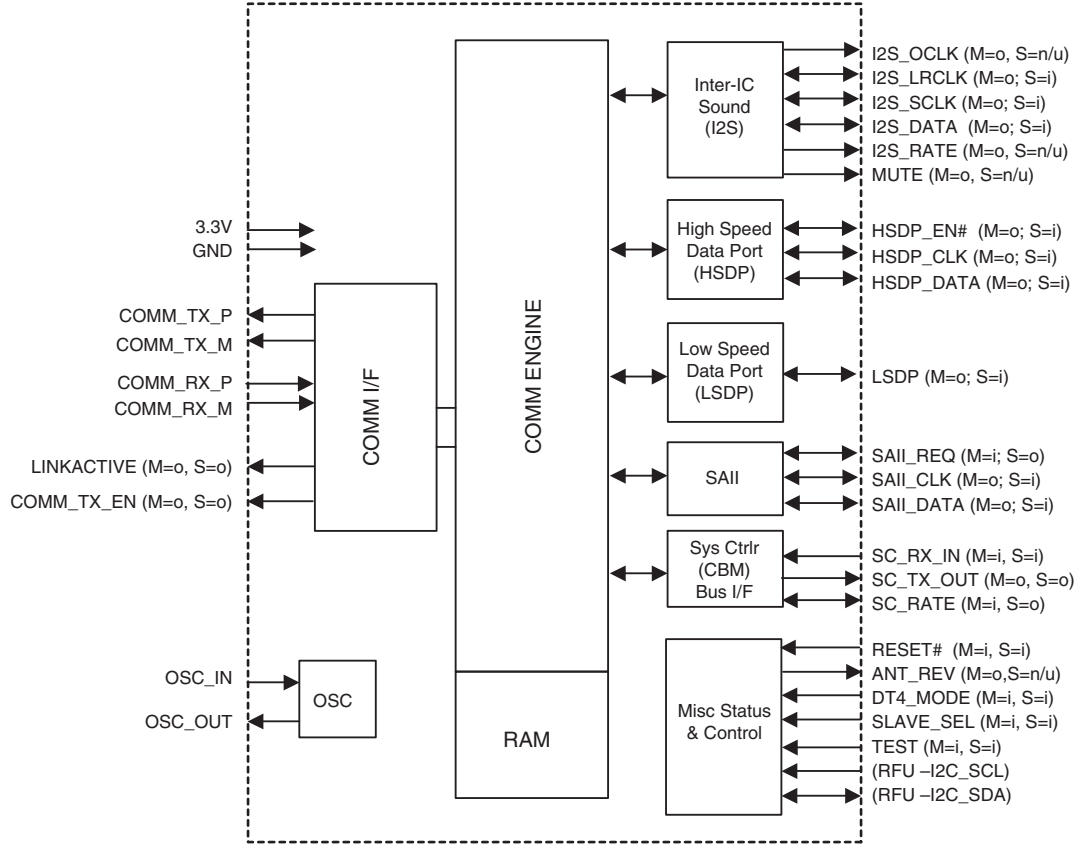 3.3V
GND
COMM_TX_P
COMM_TX_M
COMM_RX_P
COMM_RX_M
LINKACTIVE (M=o, S=o)
COMM_TX_EN (M=o, S=o)
OSC_IN
OSC_OUT
OSC
COMM I/F
COMM ENGINE
RAM
Inter-IC
Sound
(I2S)
I2S_OCLK (M=o, S=n/u)
I2S_LRCLK (M=o; S=i)
I2S_SCLK (M=o; S=i)
I2S_DATA (M=o; S=i)
I2S_RATE (M=o, S=n/u)
MUTE (M=o, S=n/u)
High Speed
Data Port
(HSDP)
HSDP_EN# (M=o; S=i)
HSDP_CLK (M=o; S=i)
HSDP_DATA (M=o; S=i)
Low Speed
Data Port
(LSDP)
LSDP (M=o; S=i)
SAII
SAII_REQ (M=i; S=o)
SAII_CLK (M=o; S=i)
SAII_DATA (M=o; S=i)
Sys Ctrlr
(CBM)
Bus I/F
SC_RX_IN (M=i, S=i)
SC_TX_OUT (M=o, S=o)
SC_RATE (M=i, S=o)
Misc Status
& Control
RESET# (M=i, S=i)
ANT_REV (M=o,S=n/u)
DT4_MODE (M=i, S=i)
SLAVE_SEL (M=i, S=i)
TEST (M=i, S=i)
(RFU –I2C_SCL)
(RFU –I2C_SDA)